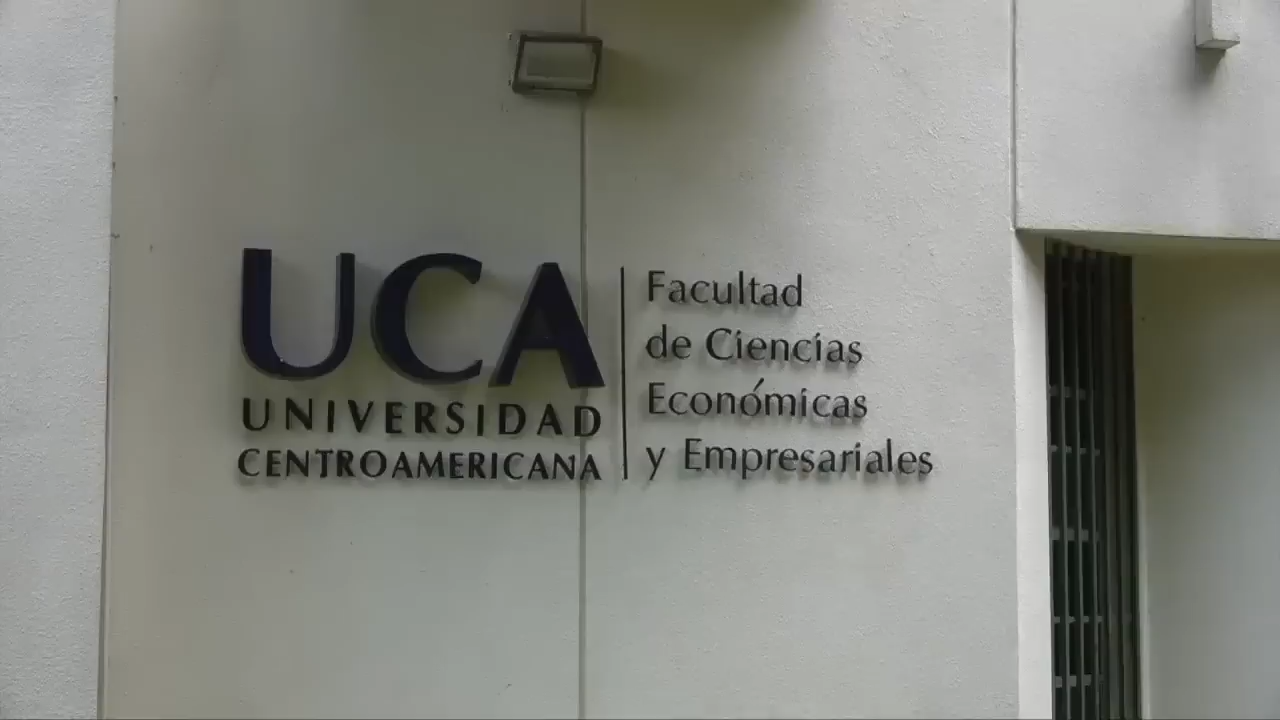 UCA
UNIVERSIDAD
CENTROAMERICANA
Facultad
de Ciencias
Económicas
y Empresariales